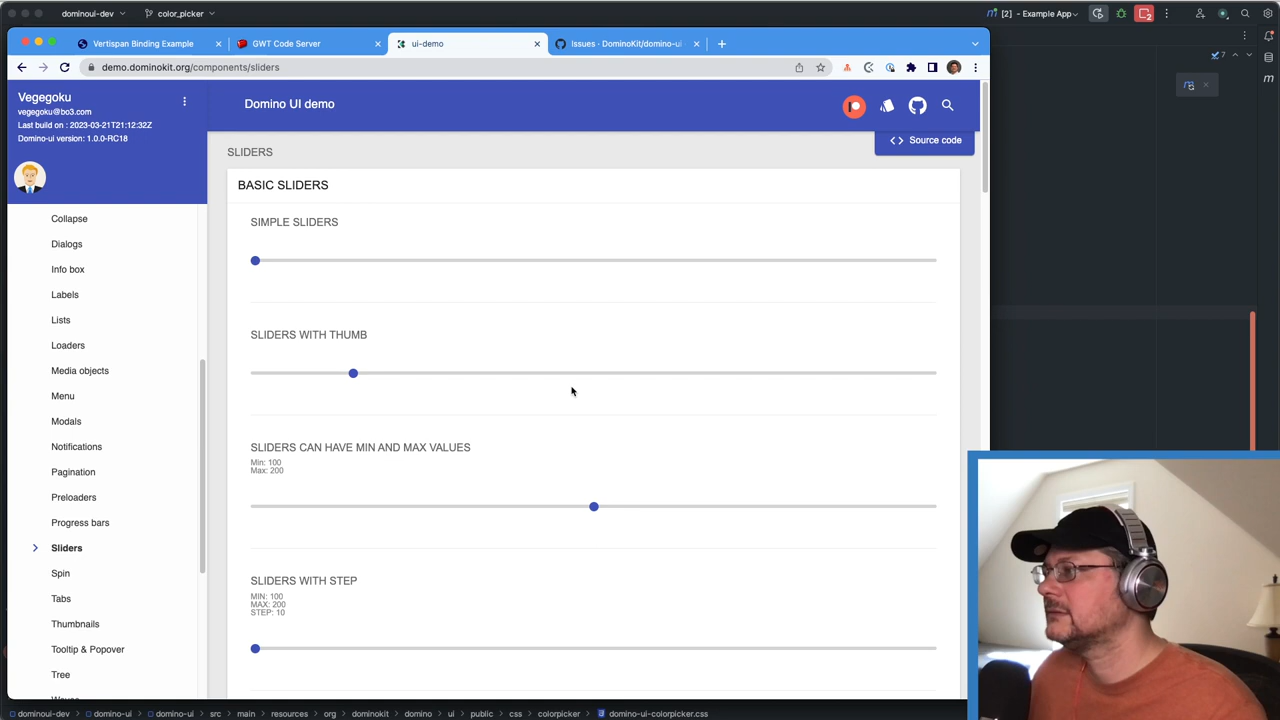 dominoui-dev
color_picker
[2] - Example App
Vertispan Binding Example
GWT Code Server
ui-demo
Issues · DominoKit/domino-ui
7
demo.dominokit.org/components/sliders
Vegegoku
vegegoku@bo3.com
Last build on : 2023-03-21T21:12:32Z
Domino-ui version: 1.0.0-RC18
Domino UI demo
Source code
Collapse
Dialogs
Info box
Labels
Lists
Loaders
Media objects
Menu
Modals
Notifications
Pagination
Preloaders
Progress bars
Sliders
Spin
Tabs
Thumbnails
Tooltip & Popover
Tree
SLIDERS
BASIC SLIDERS
SIMPLE SLIDERS
SLIDERS WITH THUMB
SLIDERS CAN HAVE MIN AND MAX VALUES
Min: 100
Max: 200
SLIDERS WITH STEP
MIN: 100
MAX: 200
STEP: 10
dominoui-dev domino-ui domino-ui src main resources org dominokit domino ui public css colorpicker domino-ui-colorpicker.css